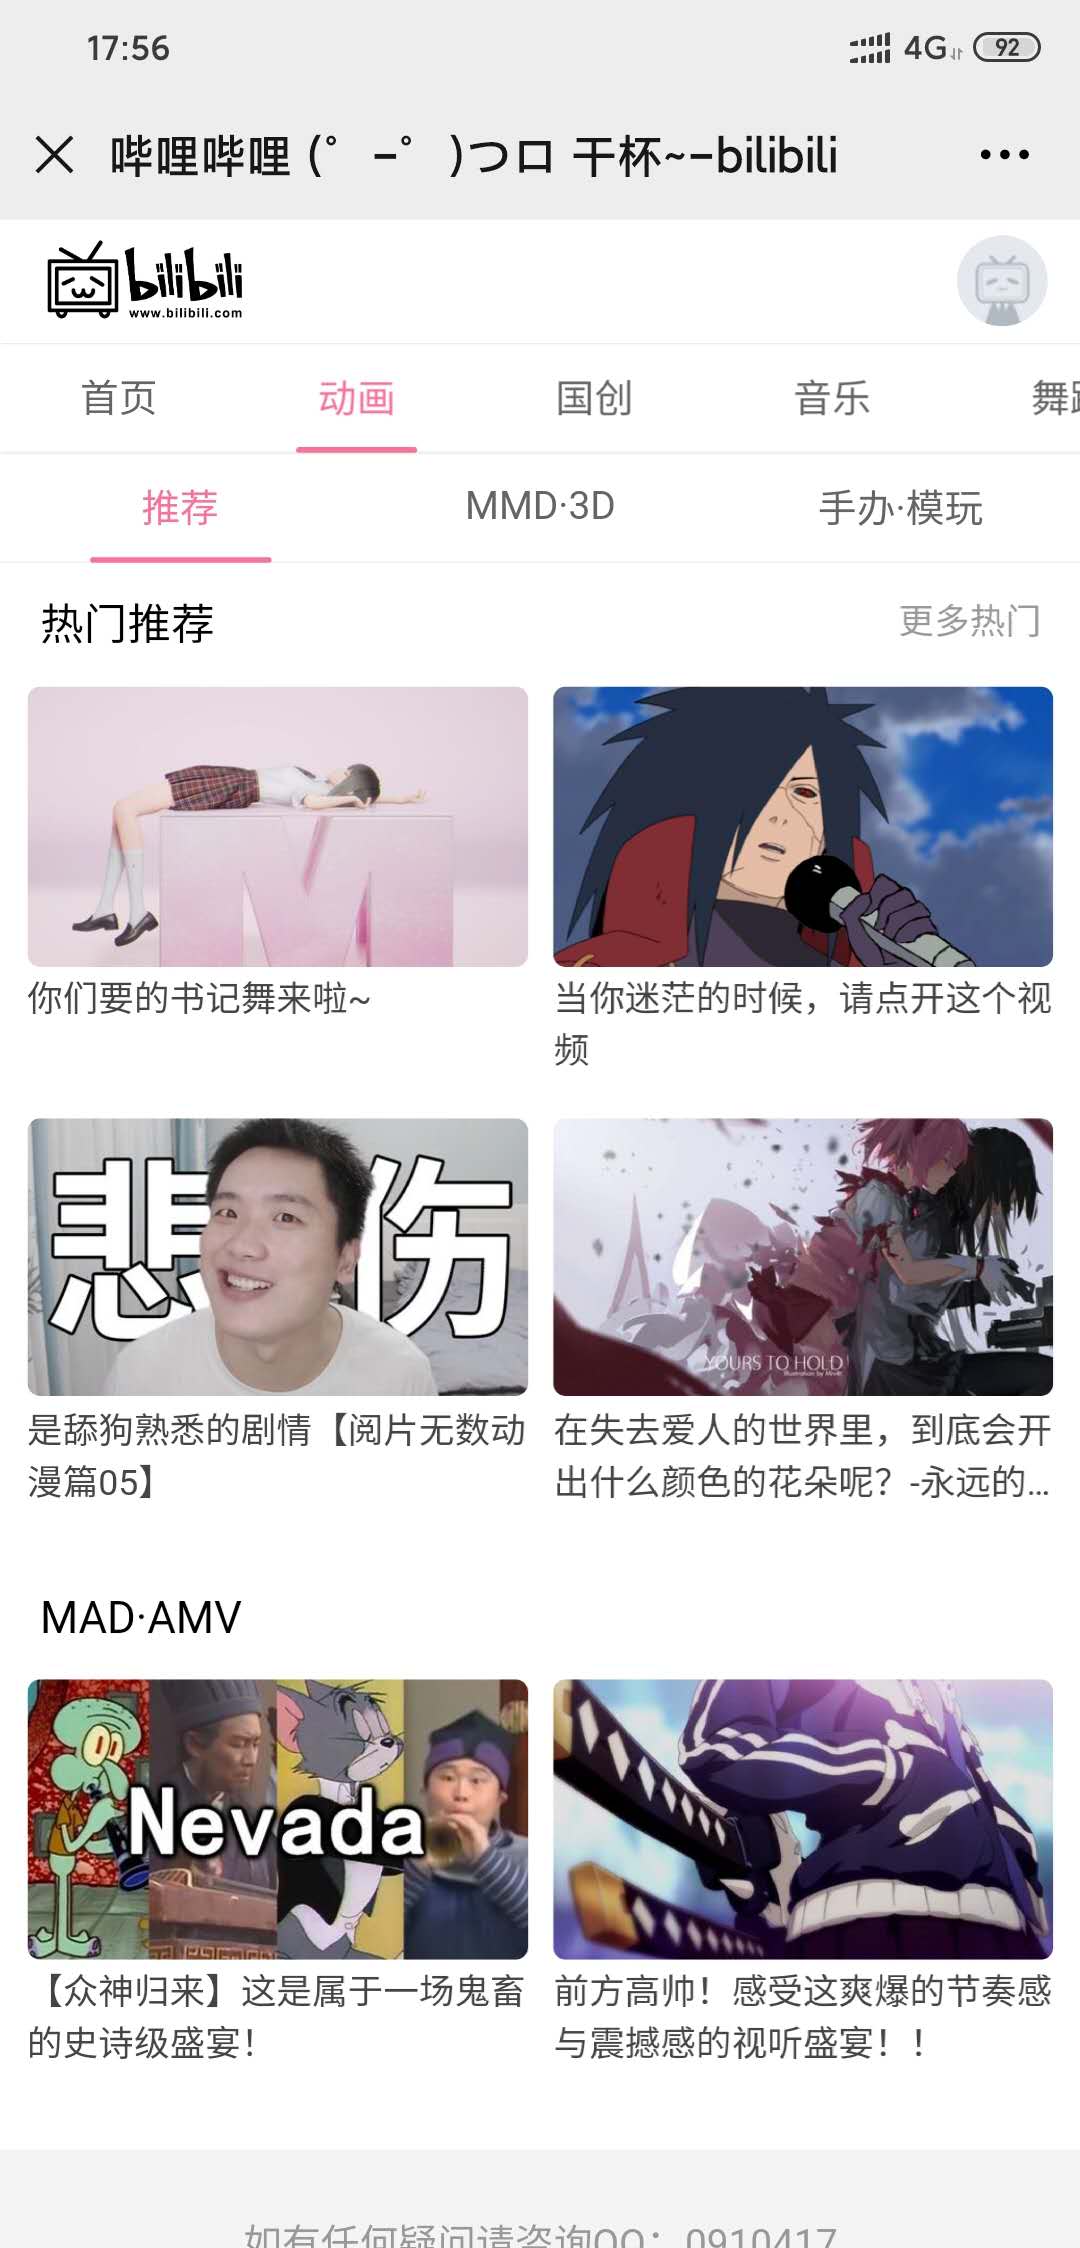 17:56
4G
92
哔哩哔哩 (゜-゜)つロ 干杯~-bilibili
bilibili
www.bilibili.com
首页 动画 国创 音乐 舞蹈
推荐 MMD·3D 手办·模玩
热门推荐 更多热门
M
你们要的书记舞来啦~
当你迷茫的时候，请点开这个视
频
悲伤
YOURS TO HOLD
是舔狗熟悉的剧情【阅片无数动
漫篇05】
在失去爱人的世界里，到底会开
出什么颜色的花朵呢？-永远的...
MAD·AMV
Nevada
【众神归来】这是属于一场鬼畜
的史诗级盛宴！
前方高帅！感受这爽爆的节奏感
与震撼感的视听盛宴！！
如有任何疑问请咨询QQ：0910417